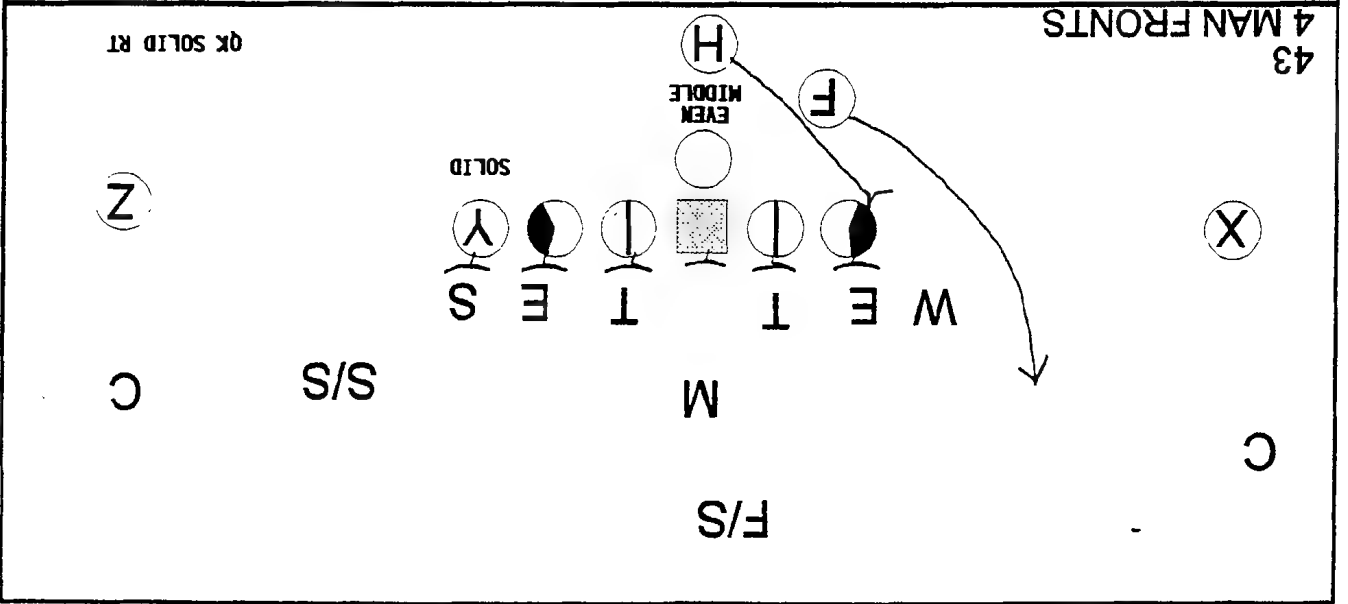 F/S
C
M S/S C
W E T T E S
X Y Z
SOLID
EVEN
MIDDLE
F
H
43
4 MAN FRONTS
QK SOLID RT